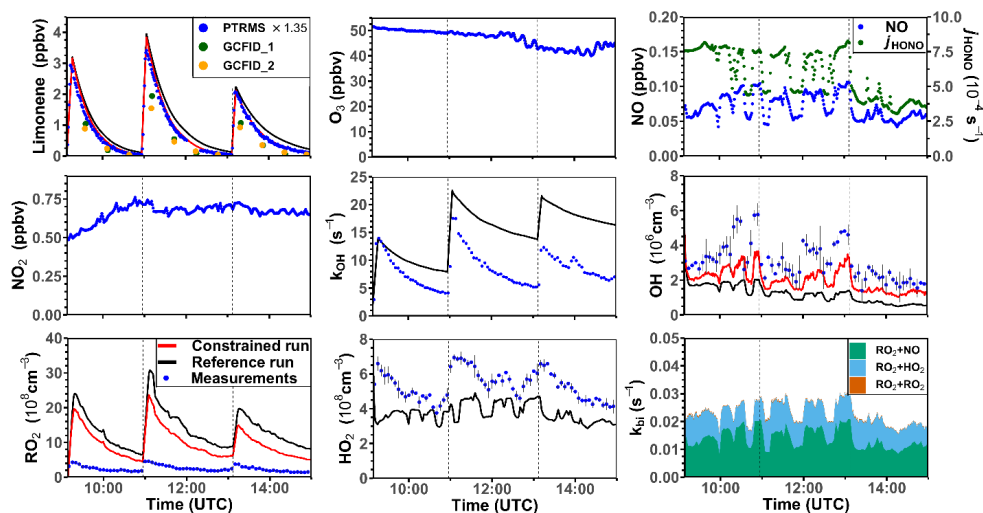 Limonene (ppbv)
4
3
2
1
0
PTRMS × 1.35
GCFID_1
GCFID_2
O₃ (ppbv)
50
40
30
20
10
0
NO (ppbv)
0.20
0.15
0.10
0.05
0.00
NO
jHONO
10.0
7.5
5.0
2.5
0.0
jHONO (10⁻⁴ s⁻¹)
NO₂ (ppbv)
0.75
0.50
0.25
0.00
kOH (s⁻¹)
25
20
15
10
5
0
OH (10⁶cm⁻³)
8
6
4
2
0
RO₂ (10⁸cm⁻³)
40
30
20
10
0
Constrained run
Reference run
Measurements
10:00 12:00 14:00
Time (UTC)
HO₂ (10⁸cm⁻³)
8
6
4
2
0
10:00 12:00 14:00
Time (UTC)
kbi (s⁻¹)
0.05
0.04
0.03
0.02
0.01
0.00
RO₂+NO
RO₂+HO₂
RO₂+RO₂
10:00 12:00 14:00
Time (UTC)